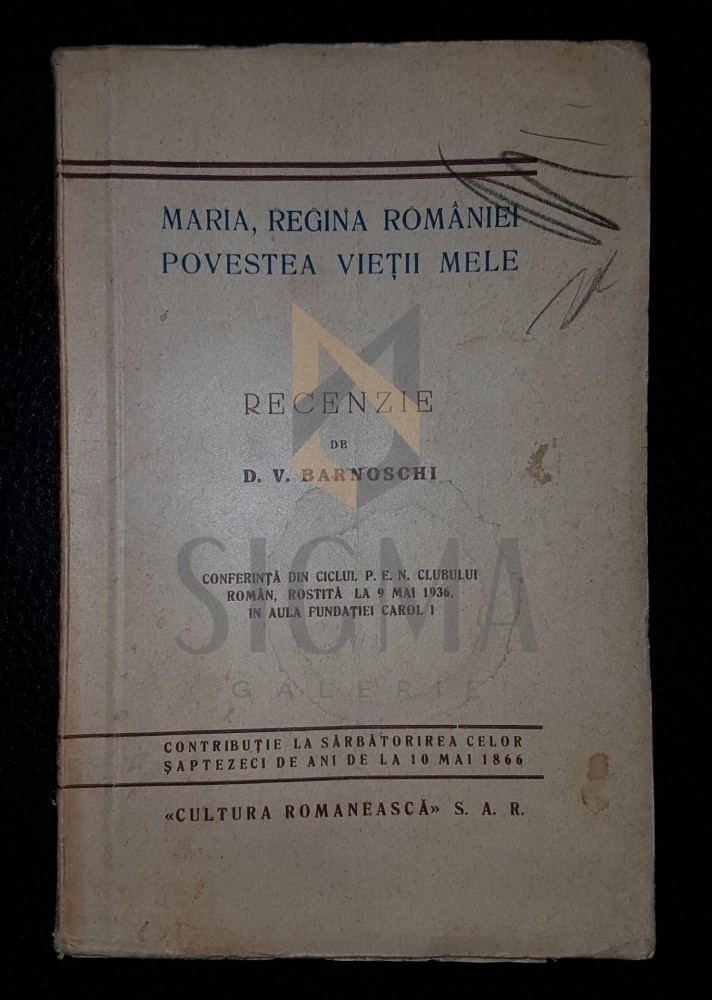 MARIA, REGINA ROMÂNIEI
POVESTEA VIEȚII MELE
RECENZIE
DE
D. V. BARNOSCHI
CONFERINȚĂ DIN CICLUL P. E. N. CLUBULUI
ROMÂN, ROSTITĂ LA 9 MAI 1936,
IN AULA FUNDAȚIEI CAROL I
SIGMA
GALERIE
CONTRIBUȚIE LA SĂRBĂTORIREA CELOR
ȘAPTEZECI DE ANI DE LA 10 MAI 1866
«CULTURA ROMANEASCĂ» S. A. R.